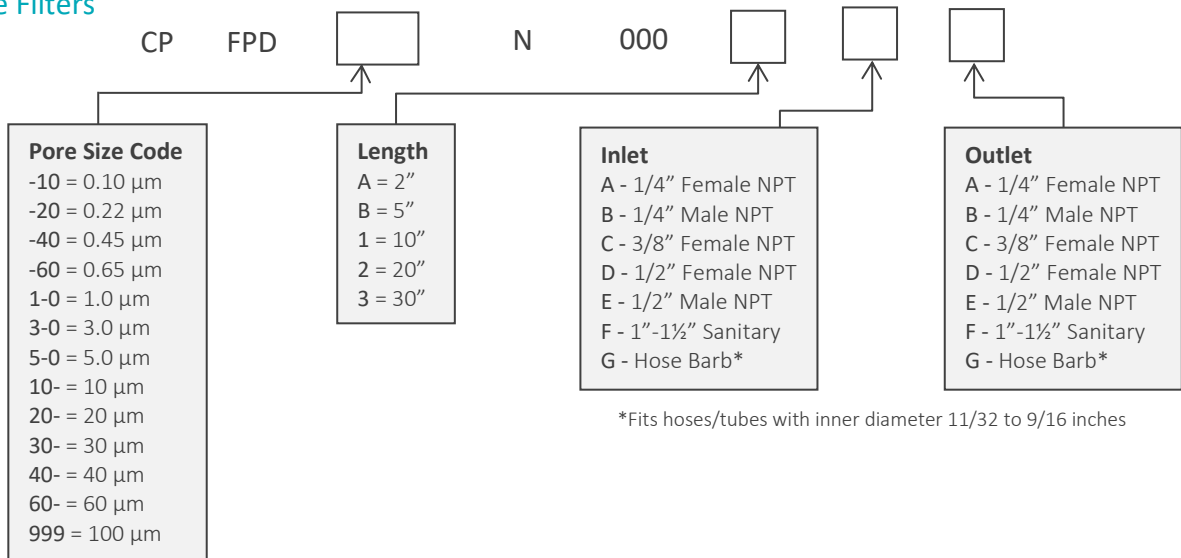 e Filters
CP FPD N 000
Pore Size Code
-10 = 0.10 µm
-20 = 0.22 µm
-40 = 0.45 µm
-60 = 0.65 µm
1-0 = 1.0 µm
3-0 = 3.0 µm
5-0 = 5.0 µm
10- = 10 µm
20- = 20 µm
30- = 30 µm
40- = 40 µm
60- = 60 µm
999 = 100 µm
Length
A = 2”
B = 5”
1 = 10”
2 = 20”
3 = 30”
Inlet
A - 1/4” Female NPT
B - 1/4” Male NPT
C - 3/8” Female NPT
D - 1/2” Female NPT
E - 1/2” Male NPT
F - 1”-1½” Sanitary
G - Hose Barb*
Outlet
A - 1/4” Female NPT
B - 1/4” Male NPT
C - 3/8” Female NPT
D - 1/2” Female NPT
E - 1/2” Male NPT
F - 1”-1½” Sanitary
G - Hose Barb*
*Fits hoses/tubes with inner diameter 11/32 to 9/16 inches